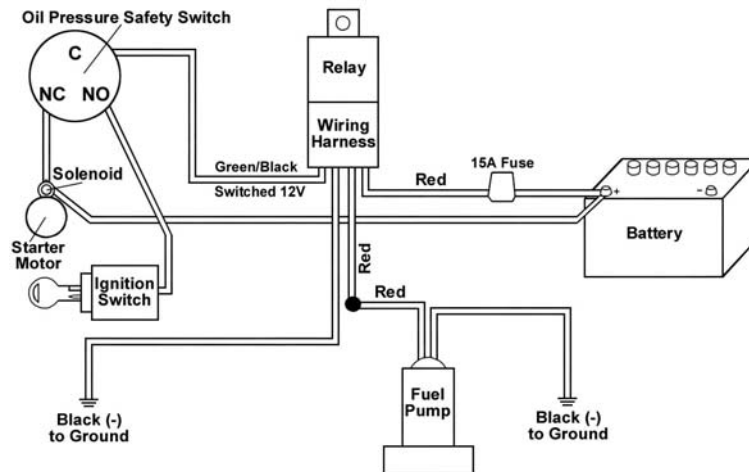 Oil Pressure Safety Switch
C
NC NO
Solenoid
Starter
Motor
Ignition
Switch
Relay
Wiring
Harness
Green/Black
Switched 12V
Red
15A Fuse
+
-
Battery
Red
Red
Fuel
Pump
Black (-)
to Ground
Black (-)
to Ground